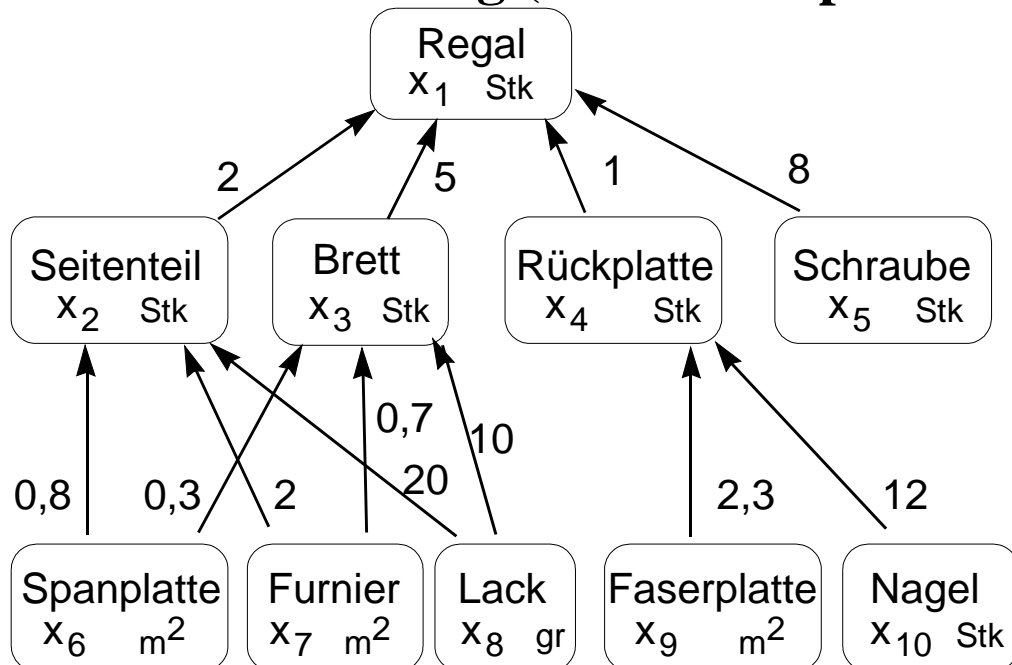 Regal
x1 Stk
2
5
1
8
Seitenteil
x2 Stk
Brett
x3 Stk
Rückplatte
x4 Stk
Schraube
x5 Stk
0,8
0,3
2
0,7
20
10
2,3
12
Spanplatte
x6 m²
Furnier
x7 m²
Lack
x8 gr
Faserplatte
x9 m²
Nagel
x10 Stk